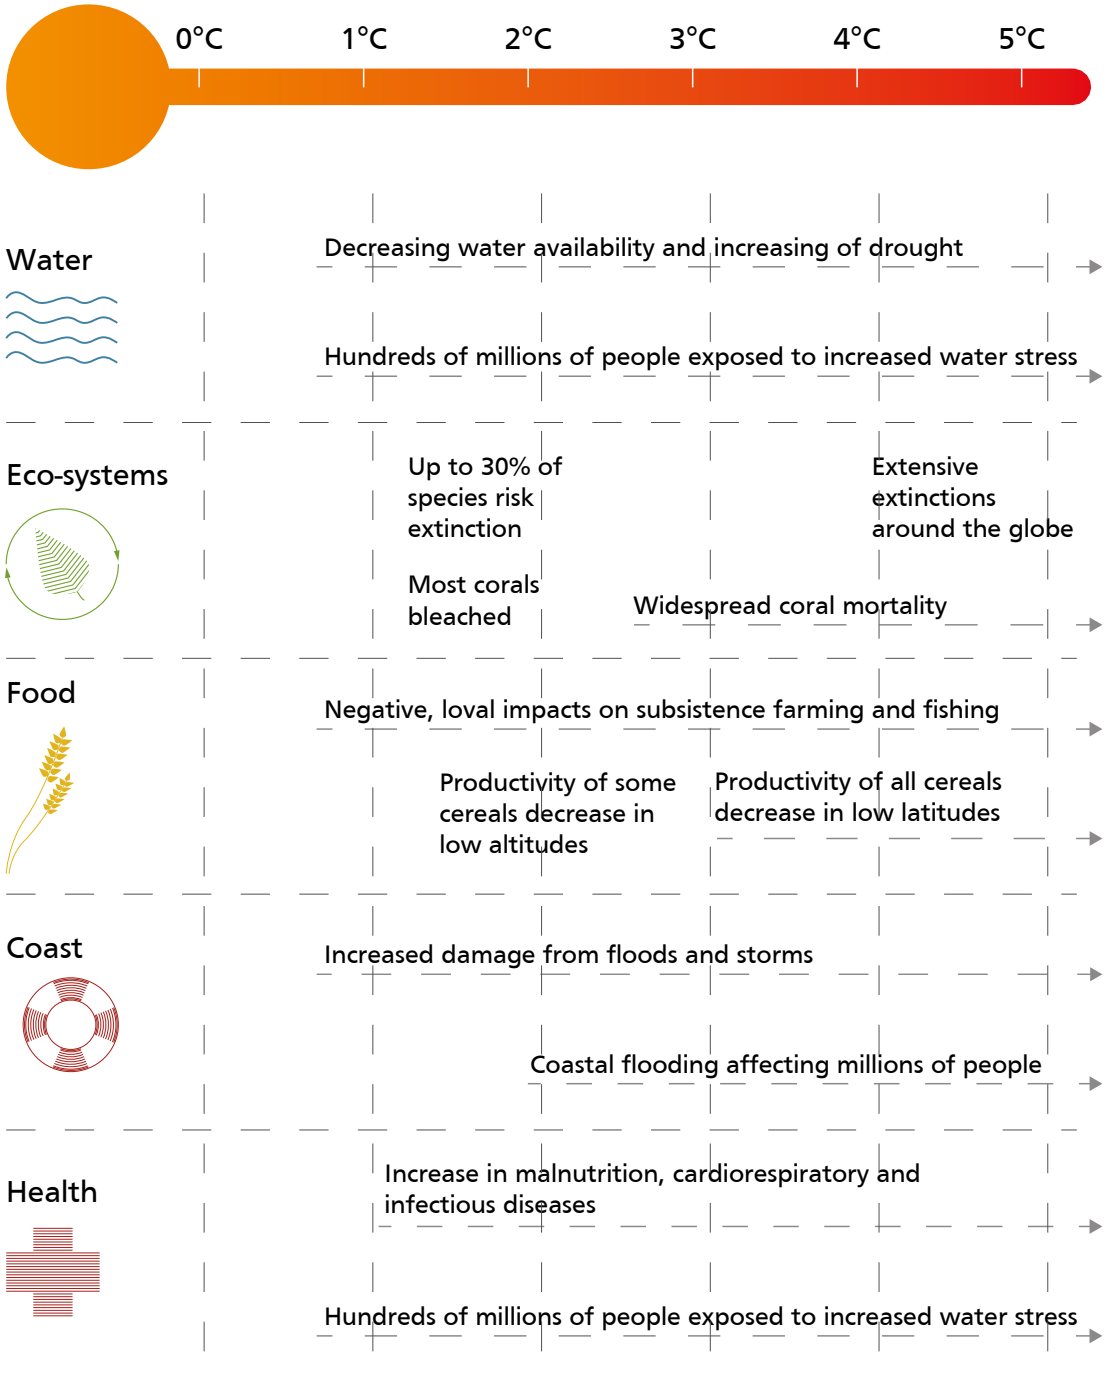 0°C 1°C 2°C 3°C 4°C 5°C
Water
Decreasing water availability and increasing of drought
Hundreds of millions of people exposed to increased water stress
Eco-systems
Up to 30% of
species risk
extinction
Most corals
bleached
Extensive
extinctions
around the globe
Widespread coral mortality
Food
Negative, loval impacts on subsistence farming and fishing
Productivity of some
cereals decrease in
low altitudes
Productivity of all cereals
decrease in low latitudes
Coast
Increased damage from floods and storms
Coastal flooding affecting millions of people
Health
Increase in malnutrition, cardiorespiratory and
infectious diseases
Hundreds of millions of people exposed to increased water stress